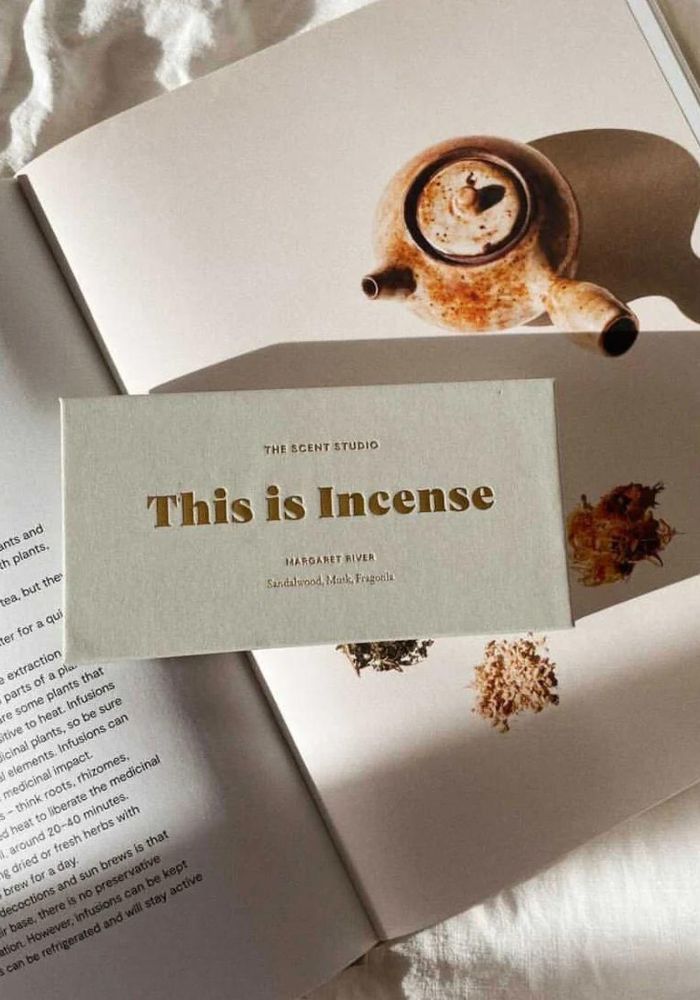 THE SCENT STUDIO
This is Incense
MARGARET RIVER
Sandalwood, Musk, Fragonia
ants and
th plants,
tea, but they
ter for a qui
e extraction
parts of a pla
are some plants that
sitive to heat. Infusions
dicinal plants, so be sure
al elements. Infusions can
medicinal impact.
s – think roots, rhizomes,
ed heat to liberate the medicinal
l, around 20–40 minutes.
ng dried or fresh herbs with
brew for a day.
decoctions and sun brews is that
ir base, there is no preservative
ation. However, infusions can be kept
s can be refrigerated and will stay active